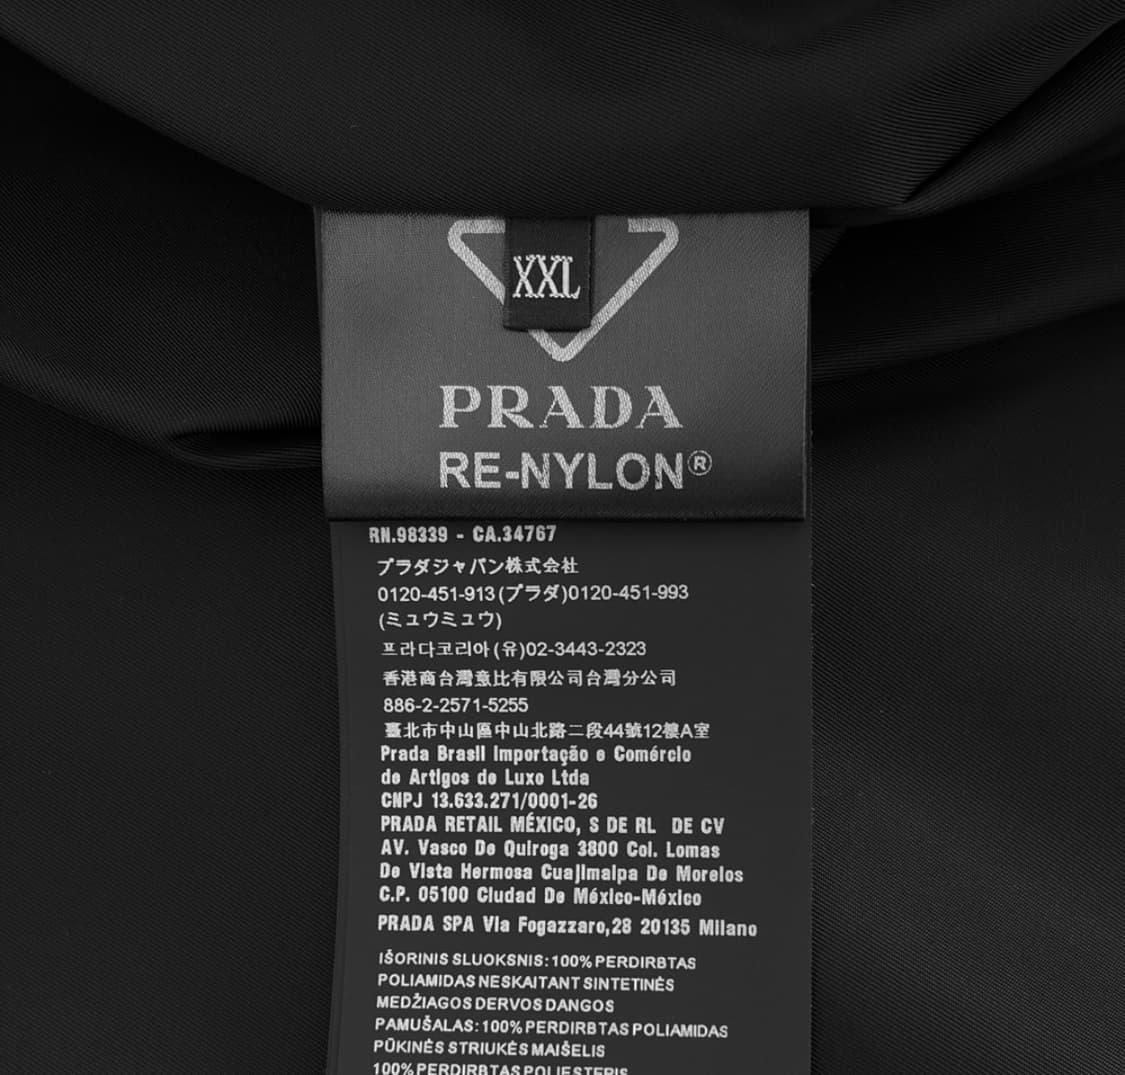 XXL
PRADA
RE-NYLON®
RN.98339 - CA.34767
プラダジャパン株式会社
0120-451-913(プラダ)0120-451-993
(ミュウミュウ)
프라다코리아(유)02-3443-2323
香港商台灣意比有限公司台灣分公司
886-2-2571-5255
臺北市中山區中山北路二段44號12樓A室
Prada Brasil Importação e Comércio
de Artigos de Luxo Ltda
CNPJ 13.633.271/0001-26
PRADA RETAIL MÉXICO, S DE RL DE CV
AV. Vasco De Quiroga 3800 Col. Lomas
De Vista Hermosa Cuajimalpa De Morelos
C.P. 05100 Ciudad De México-México
PRADA SPA Via Fogazzaro,28 20135 Milano
IŠORINIS SLUOKSNIS:100% PERDIRBTAS
POLIAMIDAS NESKAITANT SINTETINĖS
MEDŽIAGOS DERVOS DANGOS
PAMUŠALAS:100% PERDIRBTAS POLIAMIDAS
PŪKINĖS STRIUKĖS MAIŠELIS
100% PERDIRBTAS POLIESTERIS